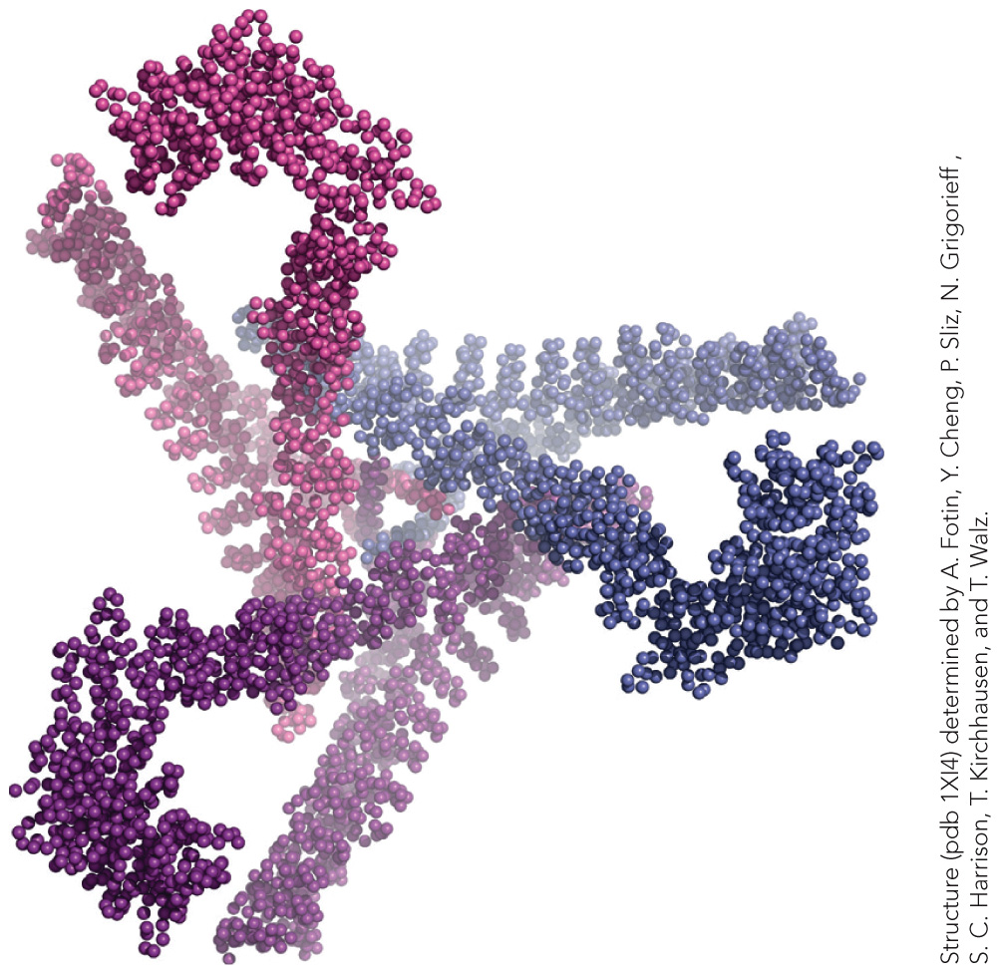 Structure (pdb 1XI4) determined by A. Fotin, Y. Cheng, P. Sliz, N. Grigorieff ,
S. C. Harrison, T. Kirchhausen, and T. Walz.